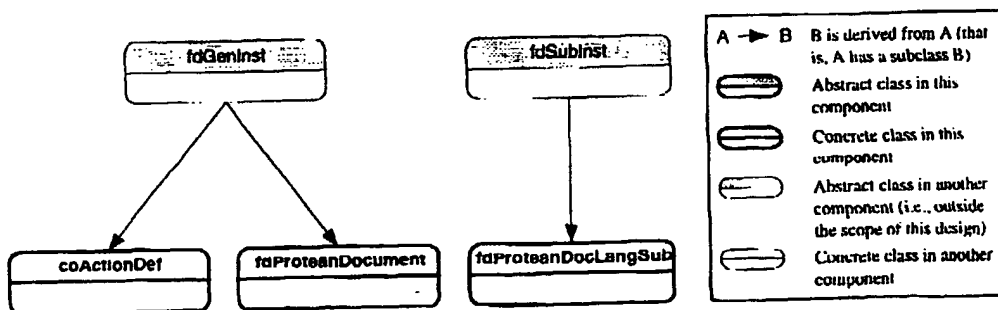 fdGenInst
fdSubInst
coActionDef
fdProteanDocument
fdProteanDocLangSub
A → B B is derived from A (that
is, A has a subclass B)
Abstract class in this
component
Concrete class in this
component
Abstract class in another
component (i.e., outside
the scope of this design)
Concrete class in another
component